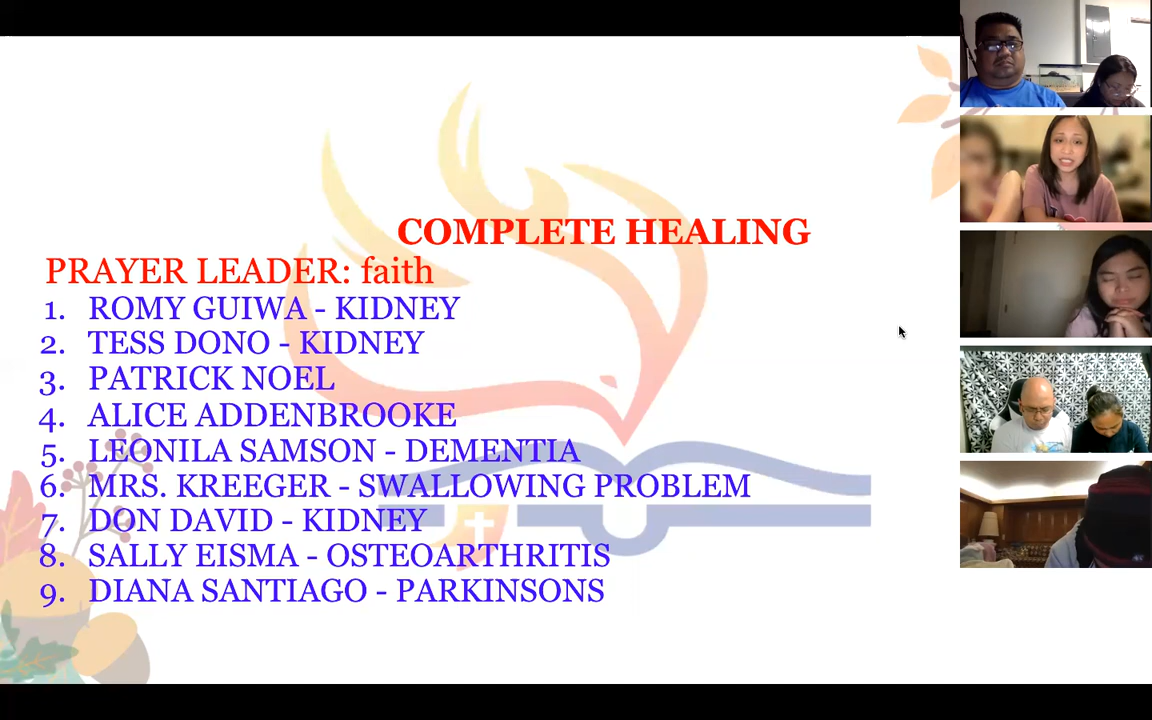 COMPLETE HEALING
PRAYER LEADER: faith
1. ROMY GUIWA - KIDNEY
2. TESS DONO - KIDNEY
3. PATRICK NOEL
4. ALICE ADDENBROOKE
5. LEONILA SAMSON - DEMENTIA
6. MRS. KREEGER - SWALLOWING PROBLEM
7. DON DAVID - KIDNEY
8. SALLY EISMA - OSTEOARTHRITIS
9. DIANA SANTIAGO - PARKINSONS